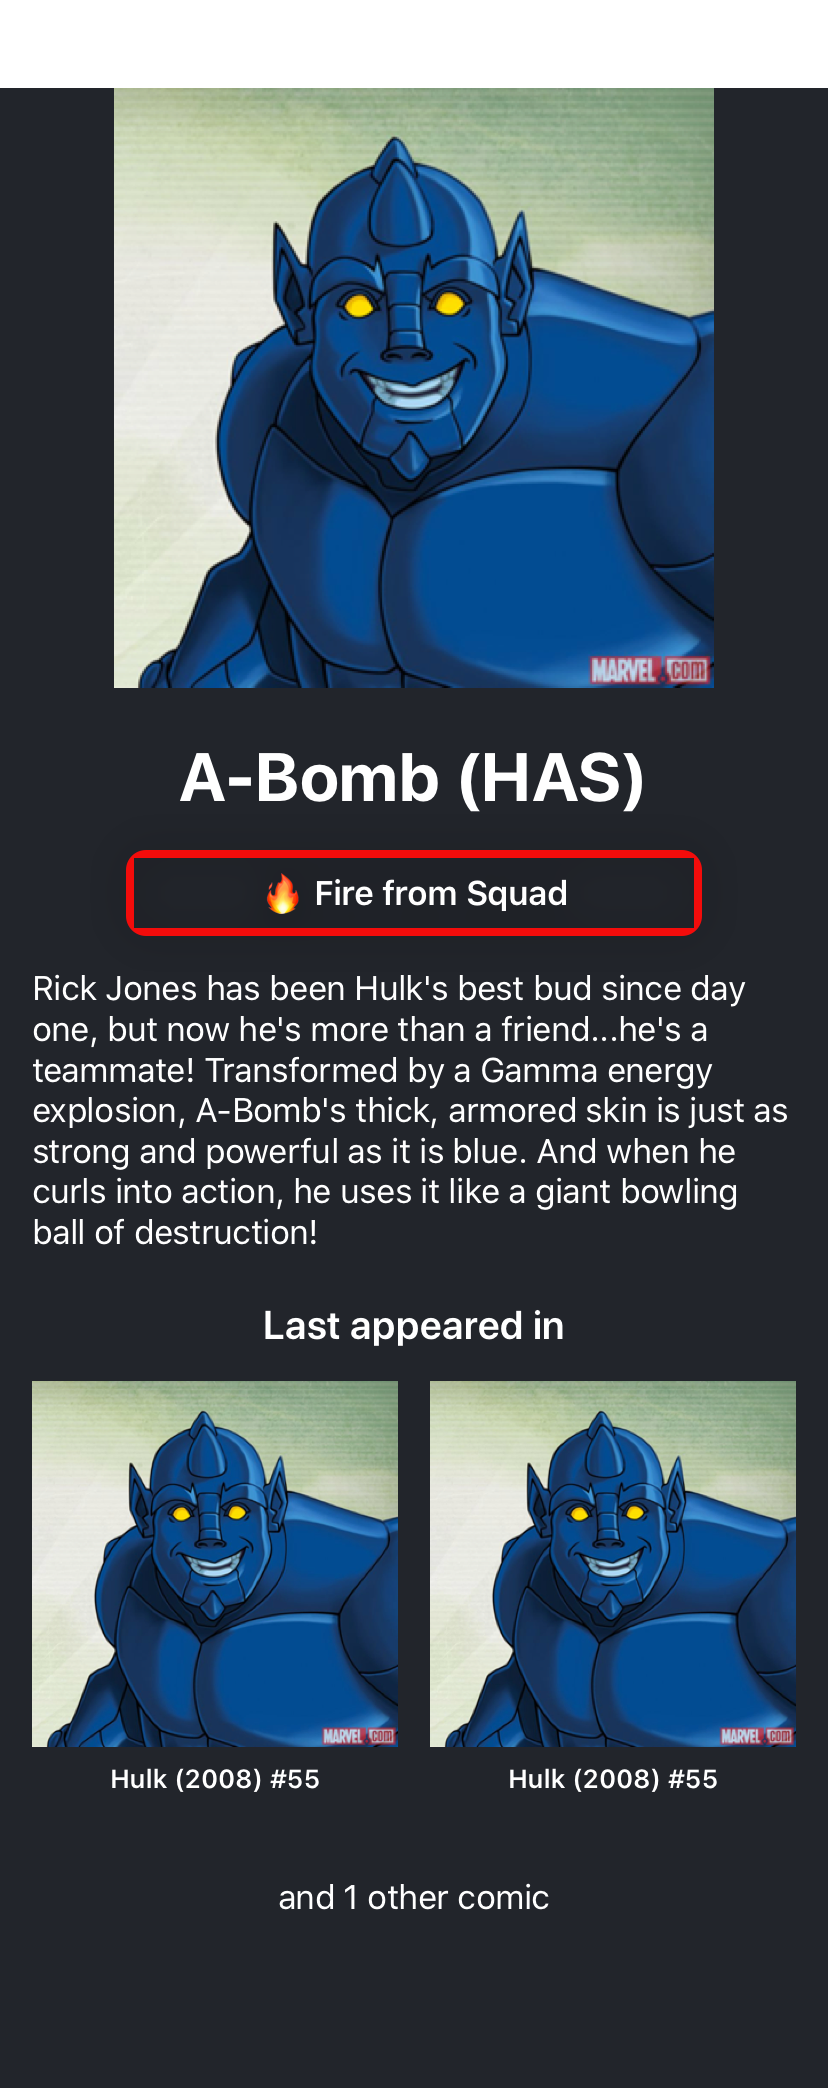 MARVEL.com
A-Bomb (HAS)
🔥 Fire from Squad
Rick Jones has been Hulk's best bud since day
one, but now he's more than a friend...he's a
teammate! Transformed by a Gamma energy
explosion, A-Bomb's thick, armored skin is just as
strong and powerful as it is blue. And when he
curls into action, he uses it like a giant bowling
ball of destruction!
Last appeared in
MARVEL.com
MARVEL.com
Hulk (2008) #55
Hulk (2008) #55
and 1 other comic